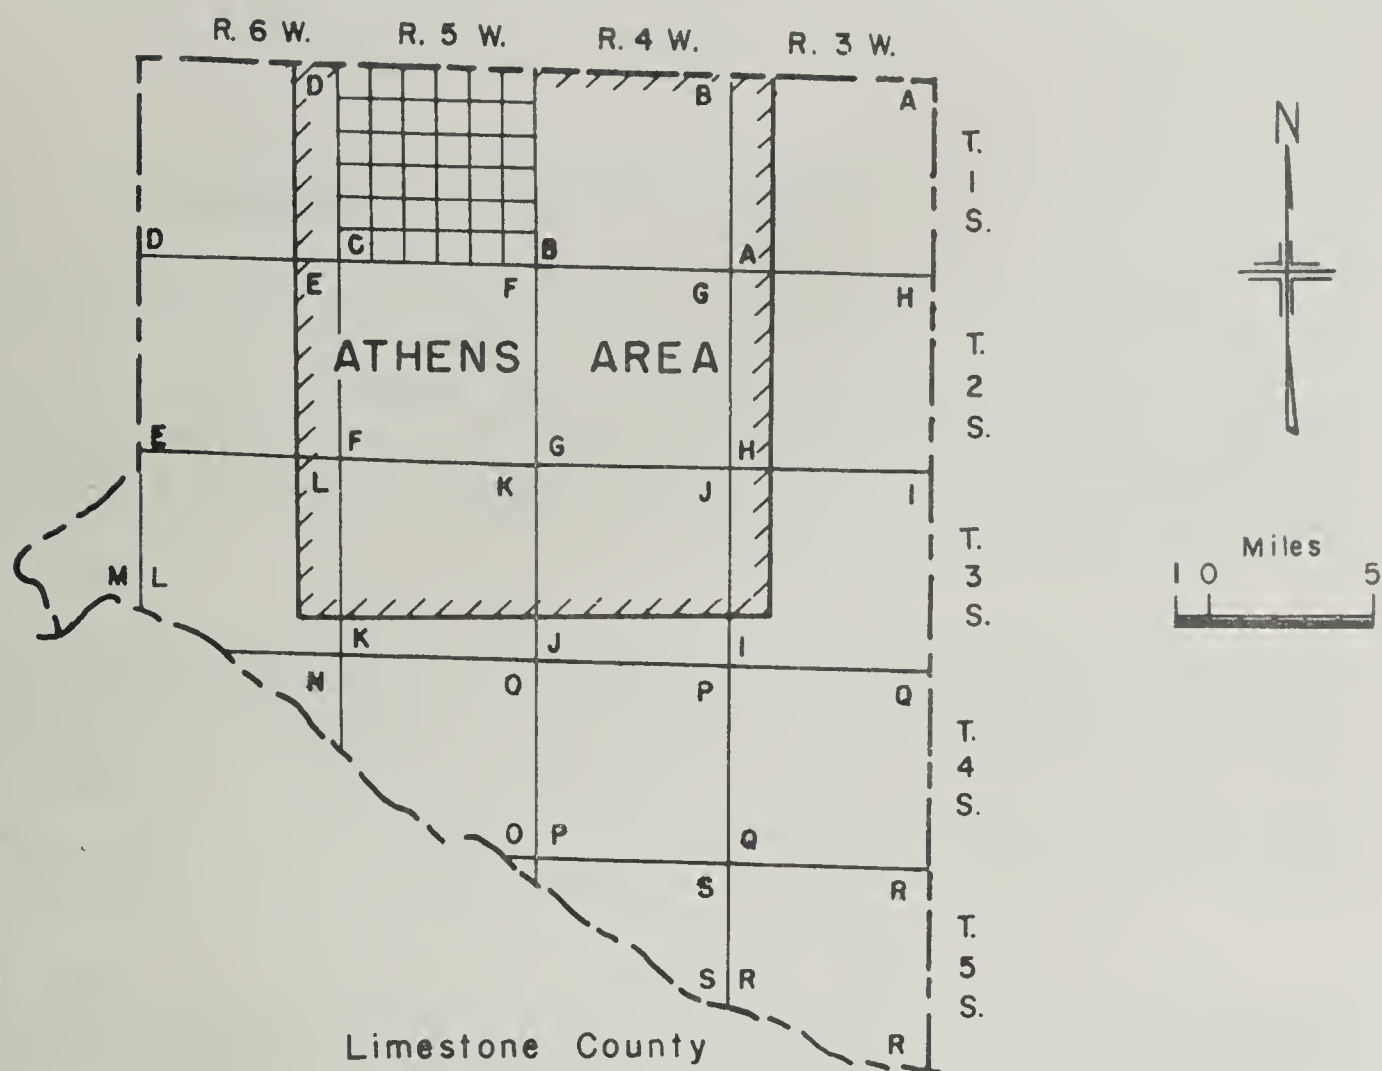 R. 6 W. R. 5 W. R. 4 W. R. 3 W.
D B A
T. 1 S.
N
D C B A
E F G H
ATHENS AREA
T. 2 S.
E F G H
L K J I
T. 3 S.
Miles
1 0 5
M L
K J I
N O P Q
T. 4 S.
O P Q
S R
T. 5 S.
S R
R
Limestone County